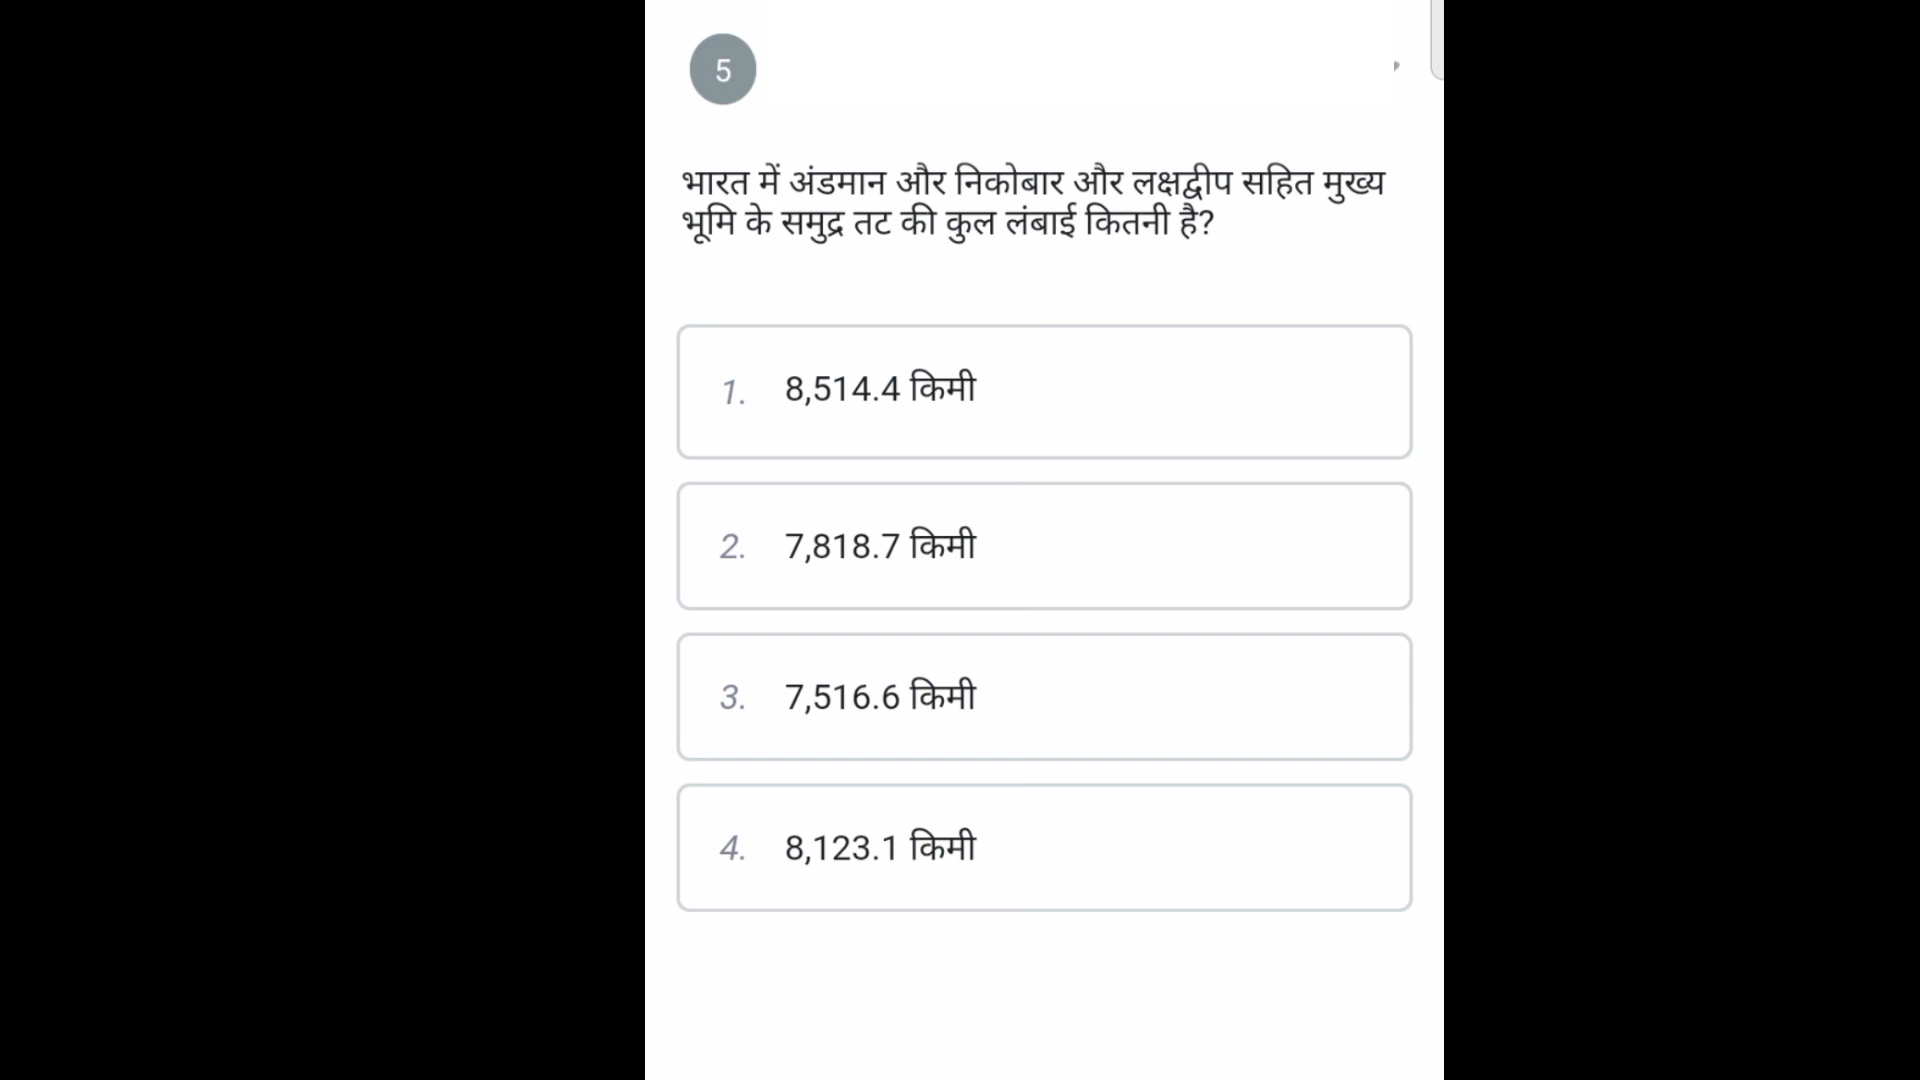 5
भारत में अंडमान और निकोबार और लक्षद्वीप सहित मुख्य
भूमि के समुद्र तट की कुल लंबाई कितनी है?
1. 8,514.4 किमी
2. 7,818.7 किमी
3. 7,516.6 किमी
4. 8,123.1 किमी